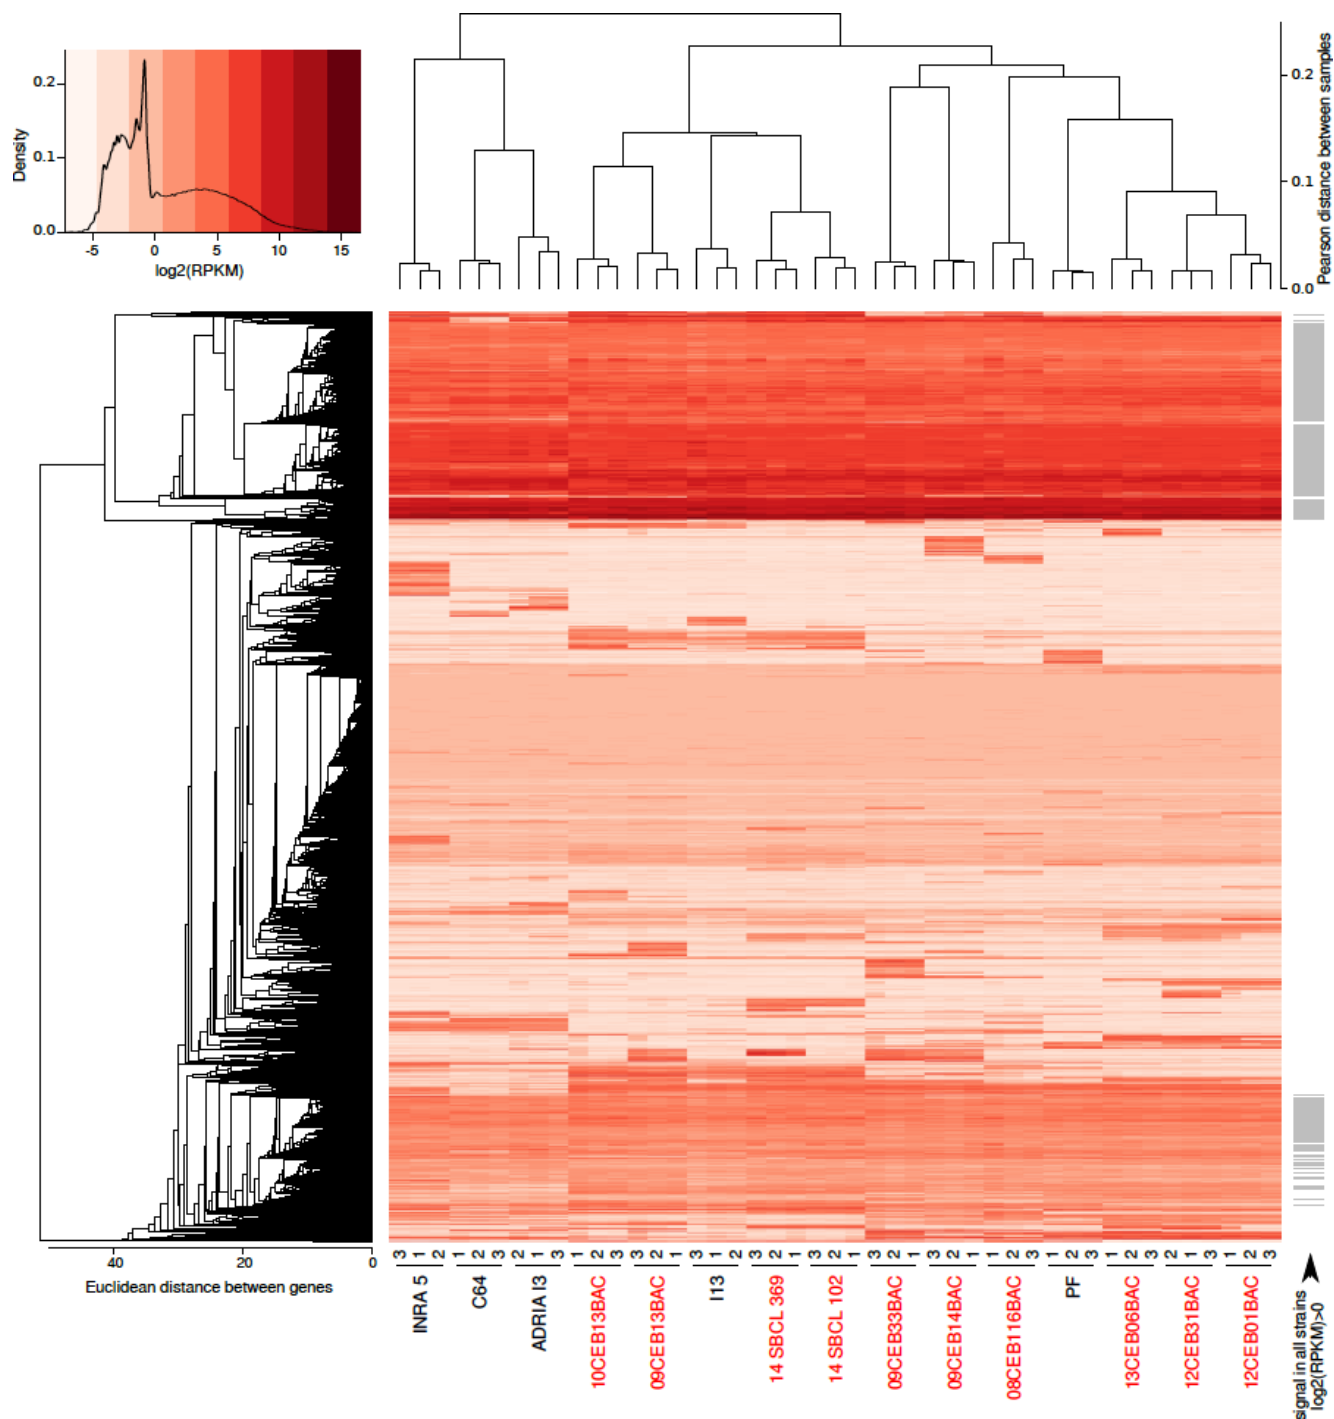 0.2
0.1
0.0
Density
-5 0 5 10 15
log2(RPKM)
0.2
0.1
0.0
Pearson distance between samples
40 20 0
Euclidean distance between genes
3 1 2 1 2 3 2 1 3 1 2 3 3 2 1 3 1 2 3 2 1 3 2 1 3 2 1 3 2 1 2 1 3 1 2 3 1 2 3 1 2 3 1 2 3
INRA 5
C64
ADRIA I3
10CEB13BAC
09CEB13BAC
I13
14 SBCL 369
14 SBCL 102
09CEB33BAC
09CEB14BAC
08CEB116BAC
PF
13CEB06BAC
12CEB31BAC
12CEB01BAC
signal in all strains
log2(RPKM)>0